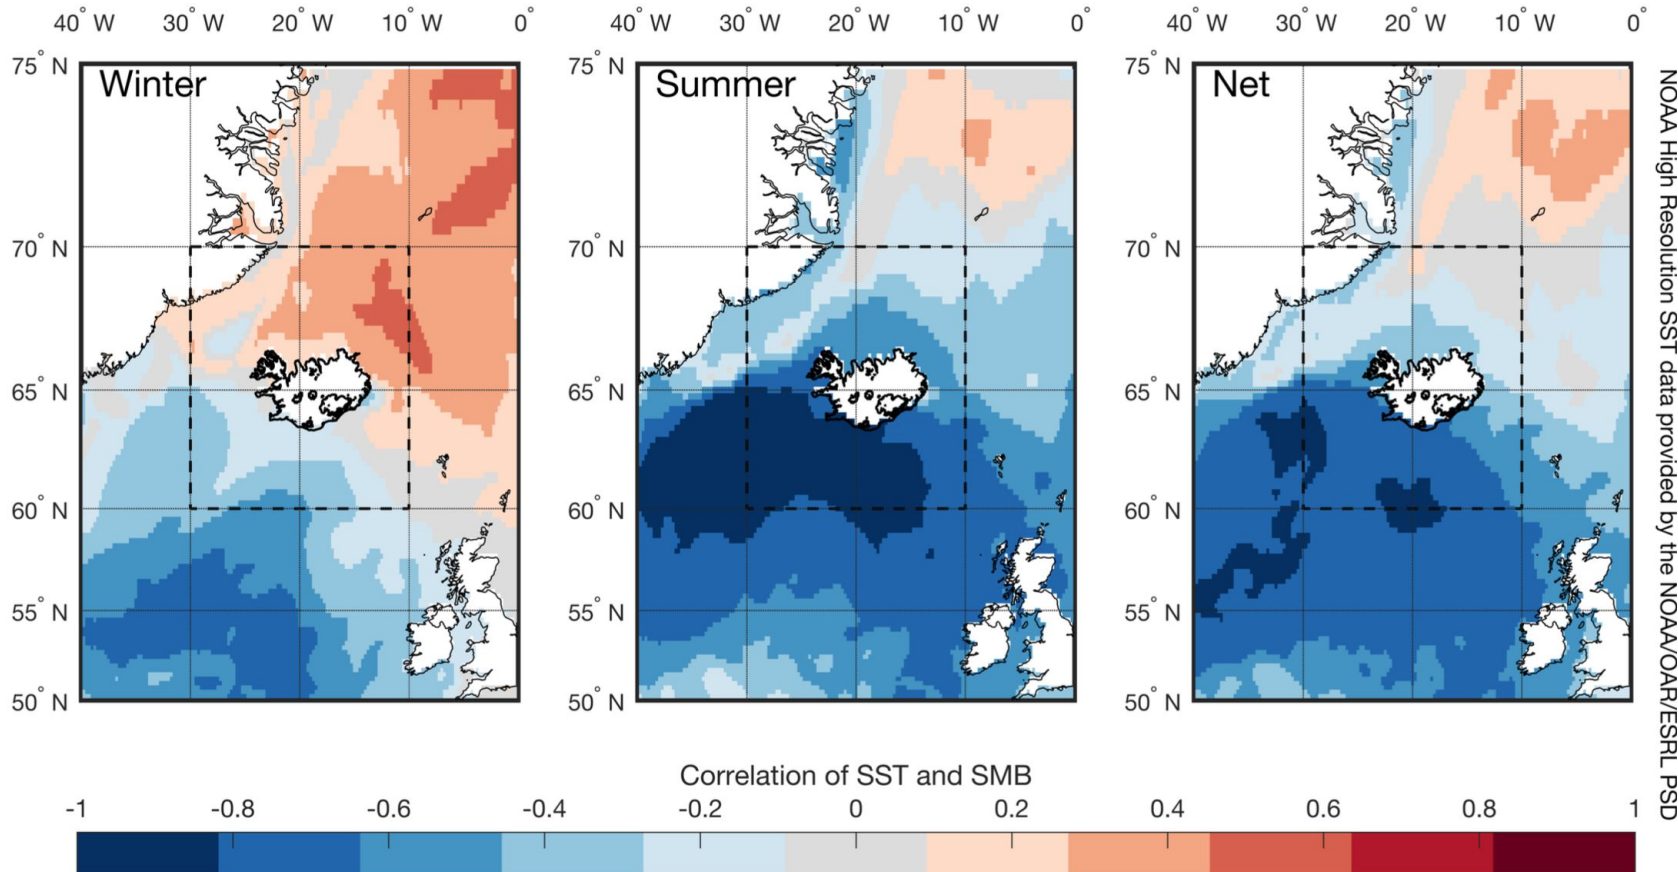 40° W 30° W 20° W 10° W 0°
40° W 30° W 20° W 10° W 0°
40° W 30° W 20° W 10° W 0°
75° N
70° N
65° N
60° N
55° N
50° N
Winter
75° N
70° N
65° N
60° N
55° N
50° N
Summer
75° N
70° N
65° N
60° N
55° N
50° N
Net
NOAA High Resolution SST data provided by the NOAA/OAR/ESRL PSD
Correlation of SST and SMB
-1 -0.8 -0.6 -0.4 -0.2 0 0.2 0.4 0.6 0.8 1